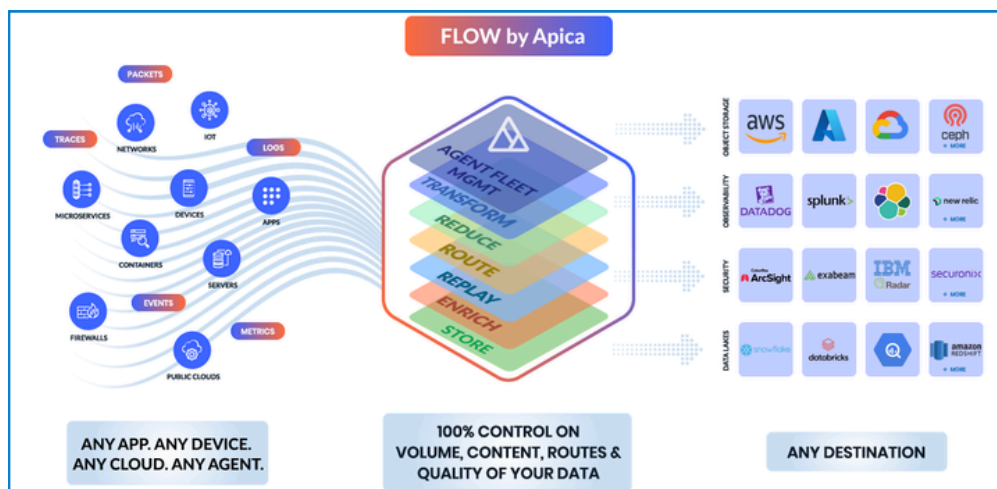 FLOW by Apica
PACKETS
IOT
NETWORKS
TRACES
LOGS
MICROSERVICES
DEVICES
APPS
CONTAINERS
SERVERS
EVENTS
FIREWALLS
METRICS
PUBLIC CLOUDS
ANY APP. ANY DEVICE.
ANY CLOUD. ANY AGENT.
AGENT FLEET
MGMT
TRANSFORM
REDUCE
ROUTE
REPLAY
ENRICH
STORE
100% CONTROL ON
VOLUME, CONTENT, ROUTES &
QUALITY OF YOUR DATA
OBJECT STORAGE
aws
ceph
+ MORE
OBSERVABILITY
DATADOG
splunk>
new relic
+ MORE
SECURITY
ArcSight
exabeam
IBM
QRadar
securonix
+ MORE
DATA LAKES
snowflake
databricks
amazon
REDSHIFT
+ MORE
ANY DESTINATION